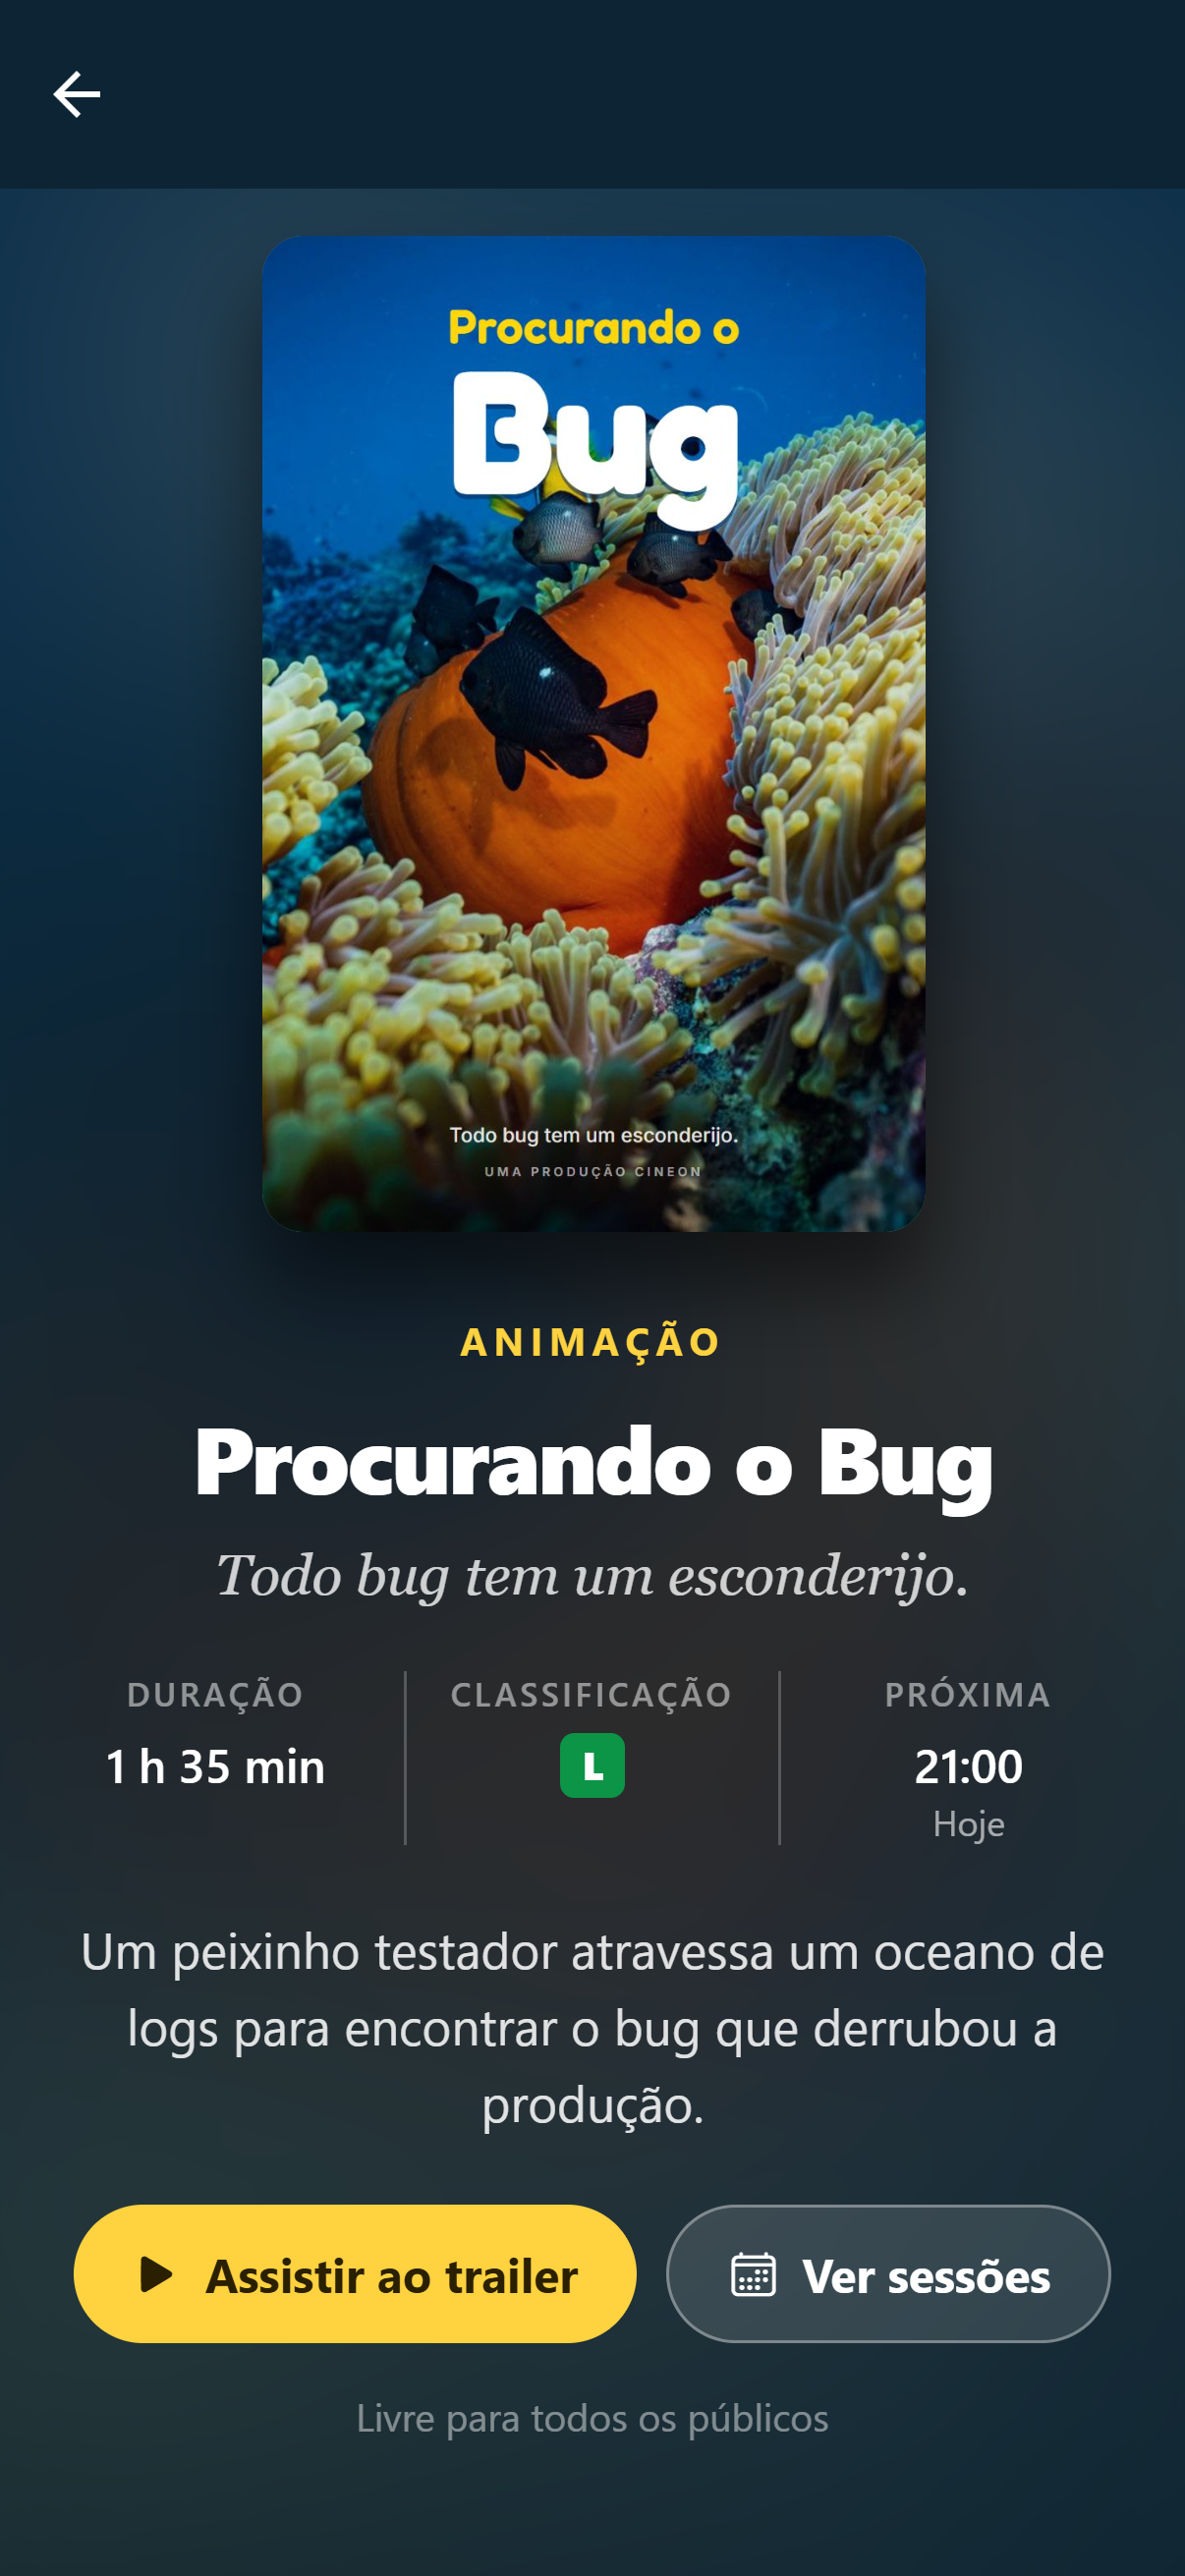 Procurando o
Bug
Todo bug tem um esconderijo.
UMA PRODUÇÃO CINEON
ANIMAÇÃO
Procurando o Bug
Todo bug tem um esconderijo.
DURAÇÃO
1 h 35 min
CLASSIFICAÇÃO
L
PRÓXIMA
21:00
Hoje
Um peixinho testador atravessa um oceano de
logs para encontrar o bug que derrubou a
produção.
Assistir ao trailer
Ver sessões
Livre para todos os públicos